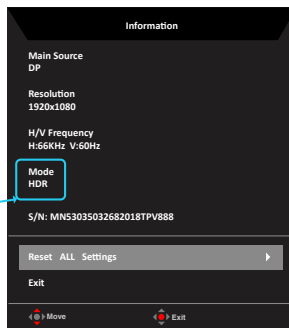 Information
Main Source
DP
Resolution
1920x1080
H/V Frequency
H:66KHz V:60Hz
Mode
HDR
S/N: MN53035032682018TPV888
Reset ALL Settings
Exit
Move Exit